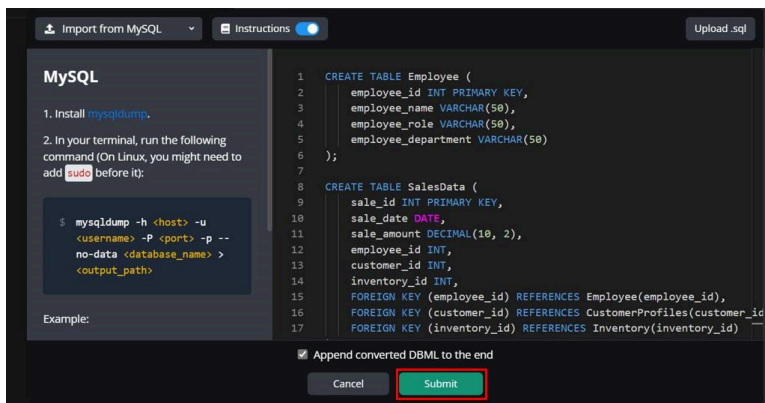 Import from MySQL
Instructions
Upload .sql
MySQL
1. Install mysqldump.
2. In your terminal, run the following
command (On Linux, you might need to
add sudo before it):
$ mysqldump -h <host> -u
<username> -P <port> -p --
no-data <database_name> >
<output_path>
Example:
1 CREATE TABLE Employee (
2 employee_id INT PRIMARY KEY,
3 employee_name VARCHAR(50),
4 employee_role VARCHAR(50),
5 employee_department VARCHAR(50)
6 );
7
8 CREATE TABLE SalesData (
9 sale_id INT PRIMARY KEY,
10 sale_date DATE,
11 sale_amount DECIMAL(10, 2),
12 employee_id INT,
13 customer_id INT,
14 inventory_id INT,
15 FOREIGN KEY (employee_id) REFERENCES Employee(employee_id),
16 FOREIGN KEY (customer_id) REFERENCES CustomerProfiles(customer_id
17 FOREIGN KEY (inventory_id) REFERENCES Inventory(inventory_id)
Append converted DBML to the end
Cancel
Submit